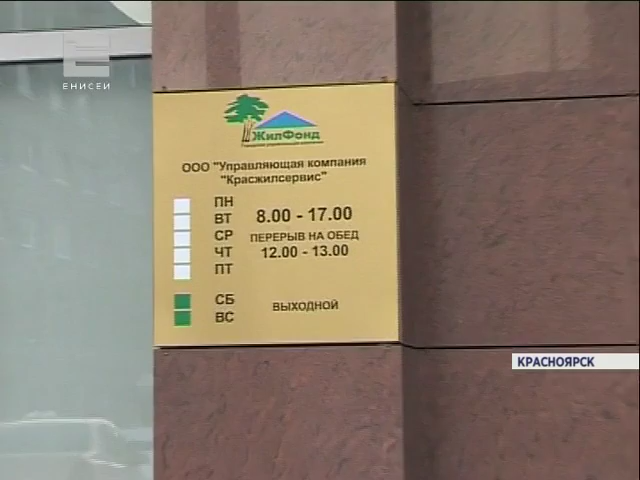 ЕНИСЕЙ
ЖилФонд
ООО "Управляющая компания
"Красжилсервис"
ПН
ВТ 8.00 - 17.00
СР ПЕРЕРЫВ НА ОБЕД
ЧТ 12.00 - 13.00
ПТ
СБ
ВС ВЫХОДНОЙ
КРАСНОЯРСК